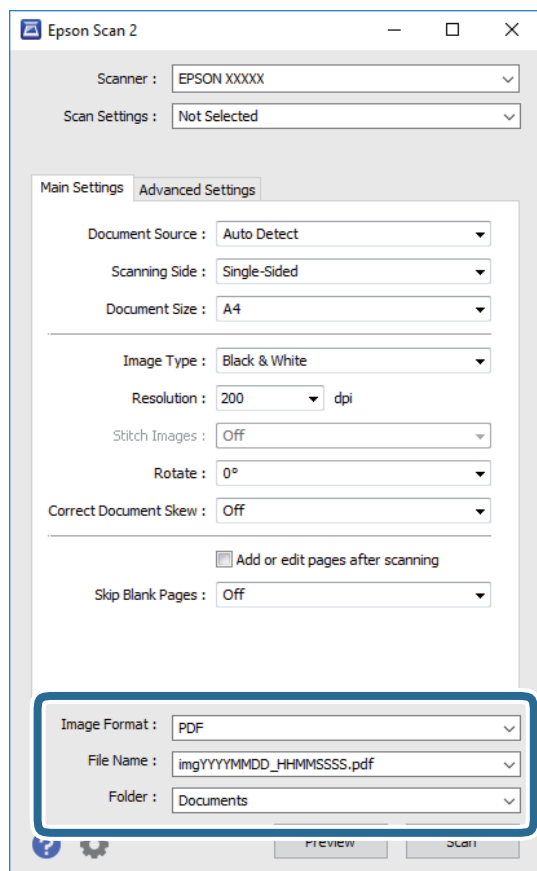 Epson Scan 2
Scanner : EPSON XXXXX
Scan Settings : Not Selected
Main Settings Advanced Settings
Document Source : Auto Detect
Scanning Side : Single-Sided
Document Size : A4
Image Type : Black & White
Resolution : 200 dpi
Stitch Images : Off
Rotate : 0°
Correct Document Skew : Off
Add or edit pages after scanning
Skip Blank Pages : Off
Image Format : PDF
File Name : imgYYYYMMDD_HHMMSSSS.pdf
Folder : Documents
? Preview Scan